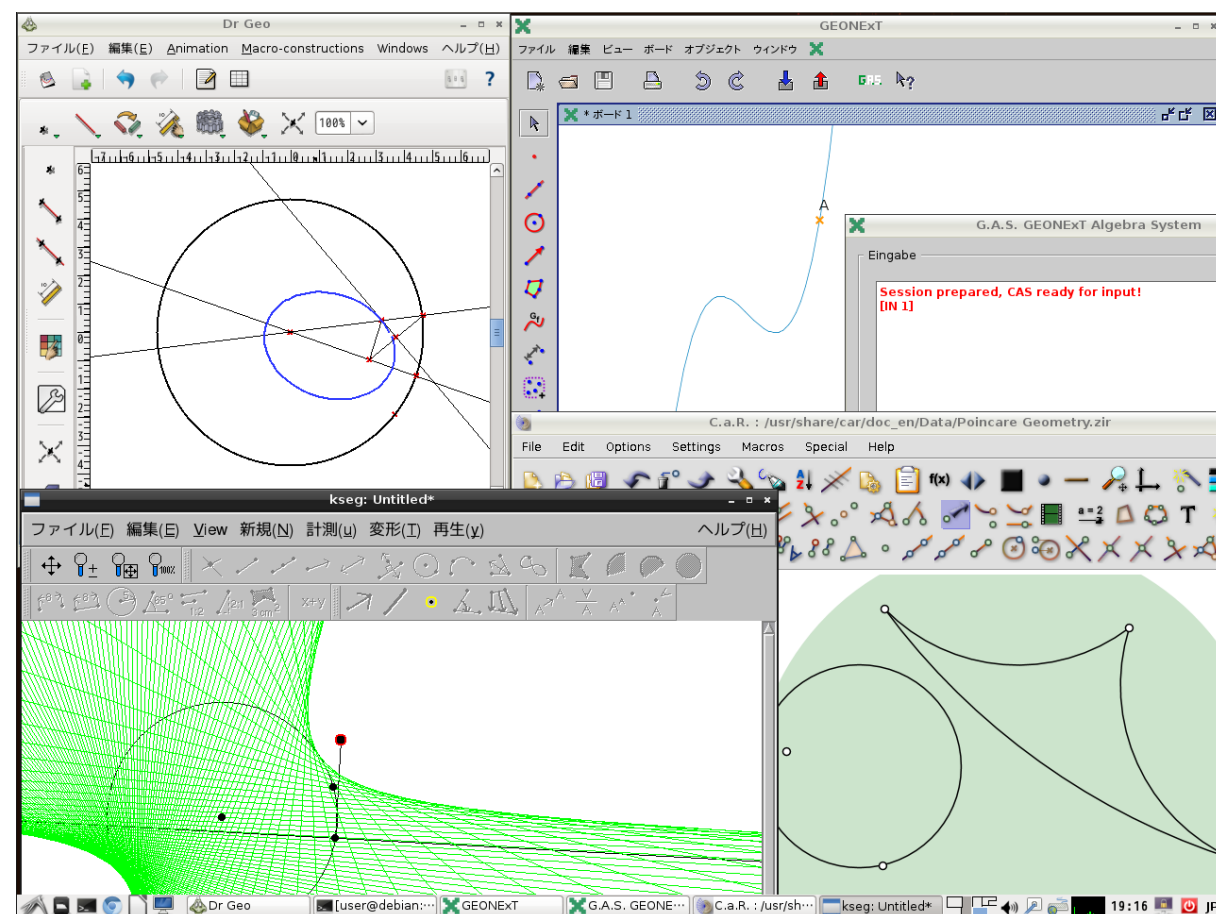 Dr Geo
ファイル(F) 編集(E) Animation Macro-constructions Windows ヘルプ(H)
100%
GEONExT
ファイル 編集 ビュー ボード オブジェクト ウィンドウ
* ボード 1
A
G.A.S. GEONExT Algebra System
Eingabe
Session prepared, CAS ready for input!
[IN 1]
C.a.R. : /usr/share/car/doc_en/Data/Poincare Geometry.zir
File Edit Options Settings Macros Special Help
f(x)
a=2
T
kseg: Untitled*
ファイル(F) 編集(E) View 新規(N) 計測(u) 変形(T) 再生(y) ヘルプ(H)
100%
x+y
Dr Geo [user@debian:··· GEONExT G.A.S. GEONE··· C.a.R. : /usr/sh··· kseg: Untitled* 19:16 JP